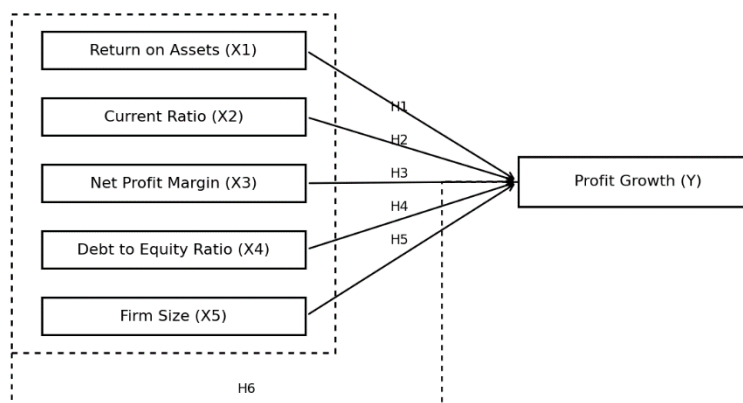 Return on Assets (X1)
H1
Current Ratio (X2)
H2
Net Profit Margin (X3)
H3
Profit Growth (Y)
H4
Debt to Equity Ratio (X4)
H5
Firm Size (X5)
H6